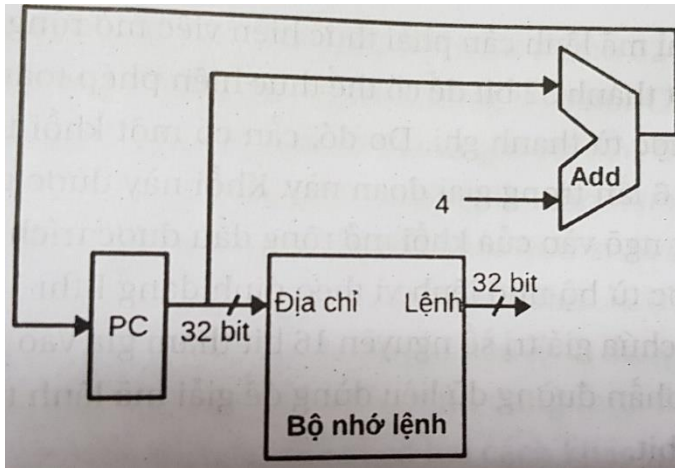 Add
4
PC
32 bit
Địa chỉ
Lệnh
32 bit
Bộ nhớ lệnh